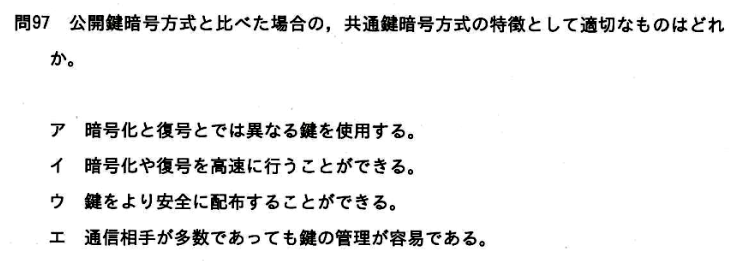 問97 公開鍵暗号方式と比べた場合の，共通鍵暗号方式の特徴として適切なものはどれ
か。
ア 暗号化と復号とでは異なる鍵を使用する。
イ 暗号化や復号を高速に行うことができる。
ウ 鍵をより安全に配布することができる。
エ 通信相手が多数であっても鍵の管理が容易である。